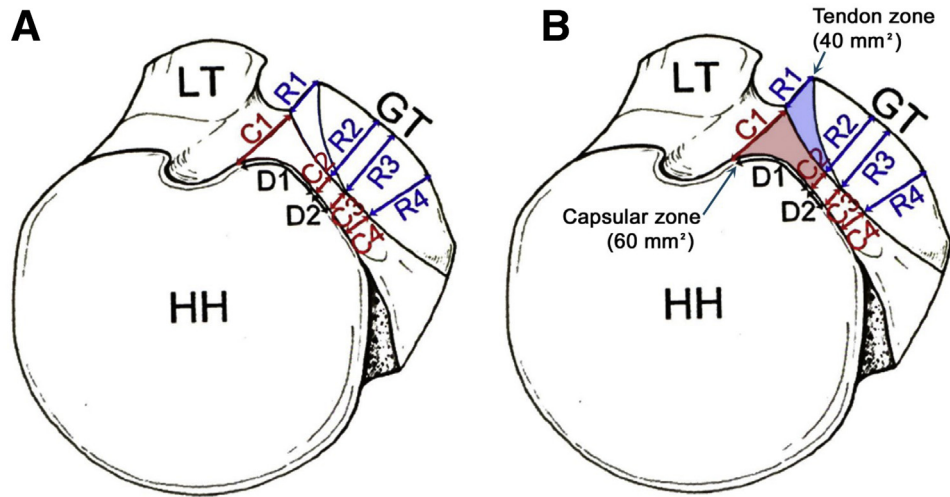 A
LT
R1
GT
C1
R2
C2
R3
D1
R4
D2
C3
C4
HH
B
Tendon zone
(40 mm²)
LT
R1
GT
C1
R2
C2
R3
D1
R4
D2
C3
C4
Capsular zone
(60 mm²)
HH